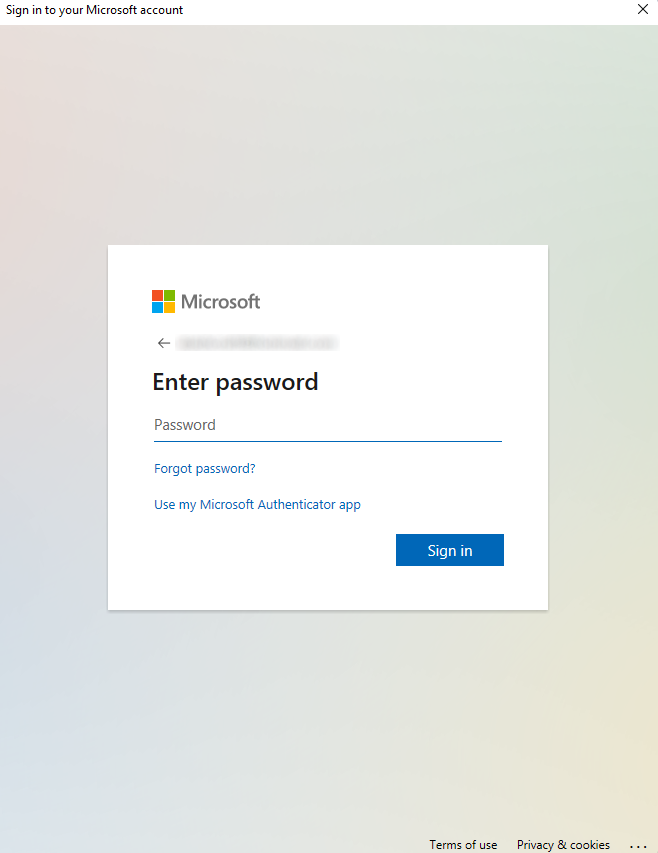 Sign in to your Microsoft account
Microsoft
Enter password
Password
Forgot password?
Use my Microsoft Authenticator app
Sign in
Terms of use Privacy & cookies ...